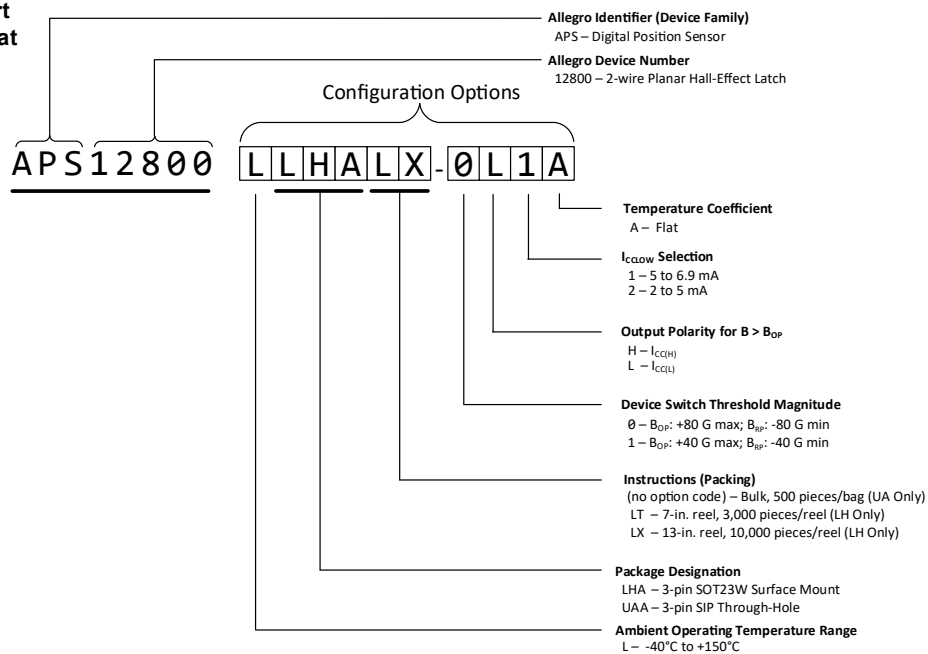 rt
at
Allegro Identifier (Device Family)
APS – Digital Position Sensor
Allegro Device Number
12800 – 2-wire Planar Hall-Effect Latch
Configuration Options
APS12800 LLHALX-0L1A
Temperature Coefficient
A – Flat
ICCLOW Selection
1 – 5 to 6.9 mA
2 – 2 to 5 mA
Output Polarity for B > BOP
H – ICC(H)
L – ICC(L)
Device Switch Threshold Magnitude
0 – BOP: +80 G max; BRP: -80 G min
1 – BOP: +40 G max; BRP: -40 G min
Instructions (Packing)
(no option code) – Bulk, 500 pieces/bag (UA Only)
LT – 7-in. reel, 3,000 pieces/reel (LH Only)
LX – 13-in. reel, 10,000 pieces/reel (LH Only)
Package Designation
LHA – 3-pin SOT23W Surface Mount
UAA – 3-pin SIP Through-Hole
Ambient Operating Temperature Range
L – -40°C to +150°C